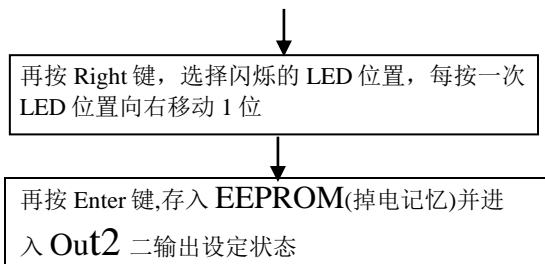 再按 Right 键，选择闪烁的 LED 位置，每按一次
LED 位置向右移动 1 位
再按 Enter 键,存入 EEPROM(掉电记忆)并进
入 Out2 二输出设定状态